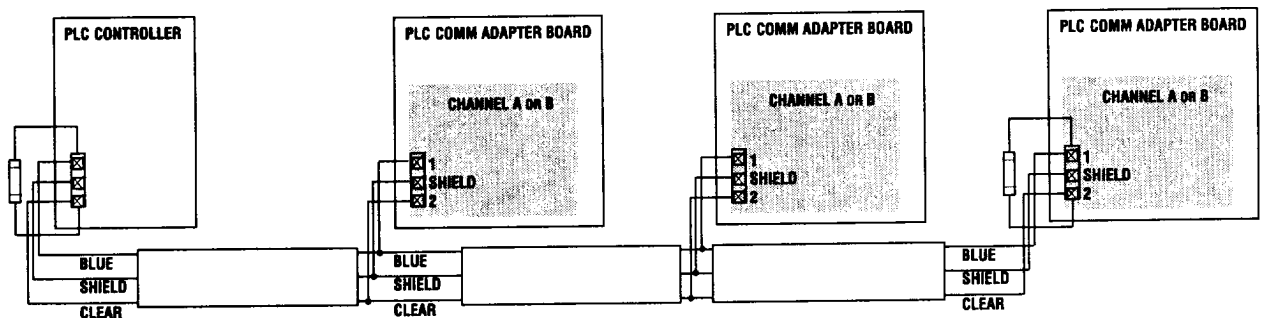 PLC CONTROLLER
PLC COMM ADAPTER BOARD
PLC COMM ADAPTER BOARD
PLC COMM ADAPTER BOARD
CHANNEL A OR B
CHANNEL A OR B
CHANNEL A OR B
1
SHIELD
2
1
SHIELD
2
1
SHIELD
2
BLUE
SHIELD
CLEAR
BLUE
SHIELD
CLEAR
BLUE
SHIELD
CLEAR